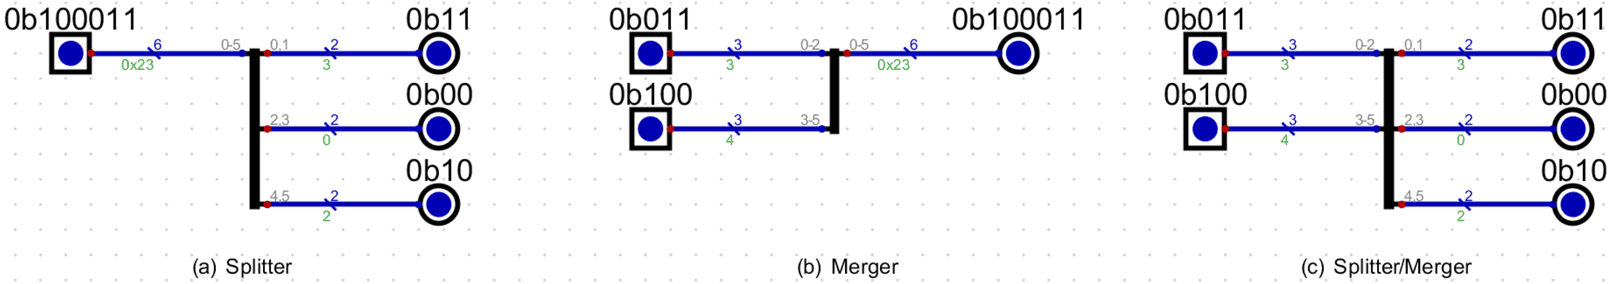 0b100011 0b11 0b011 0b100011 0b011 0b11
6 0-5 0,1 2 3 0-2 0-5 6 3 0-2 0,1 2
0x23 3 3 0x23 3 3
0b00 0b100 0b100 0b00
2,3 2 3 3-5 3 3-5 2,3 2
0 4 4 0
0b10 0b10
4,5 2 4,5 2
2 2
(a) Splitter (b) Merger (c) Splitter/Merger